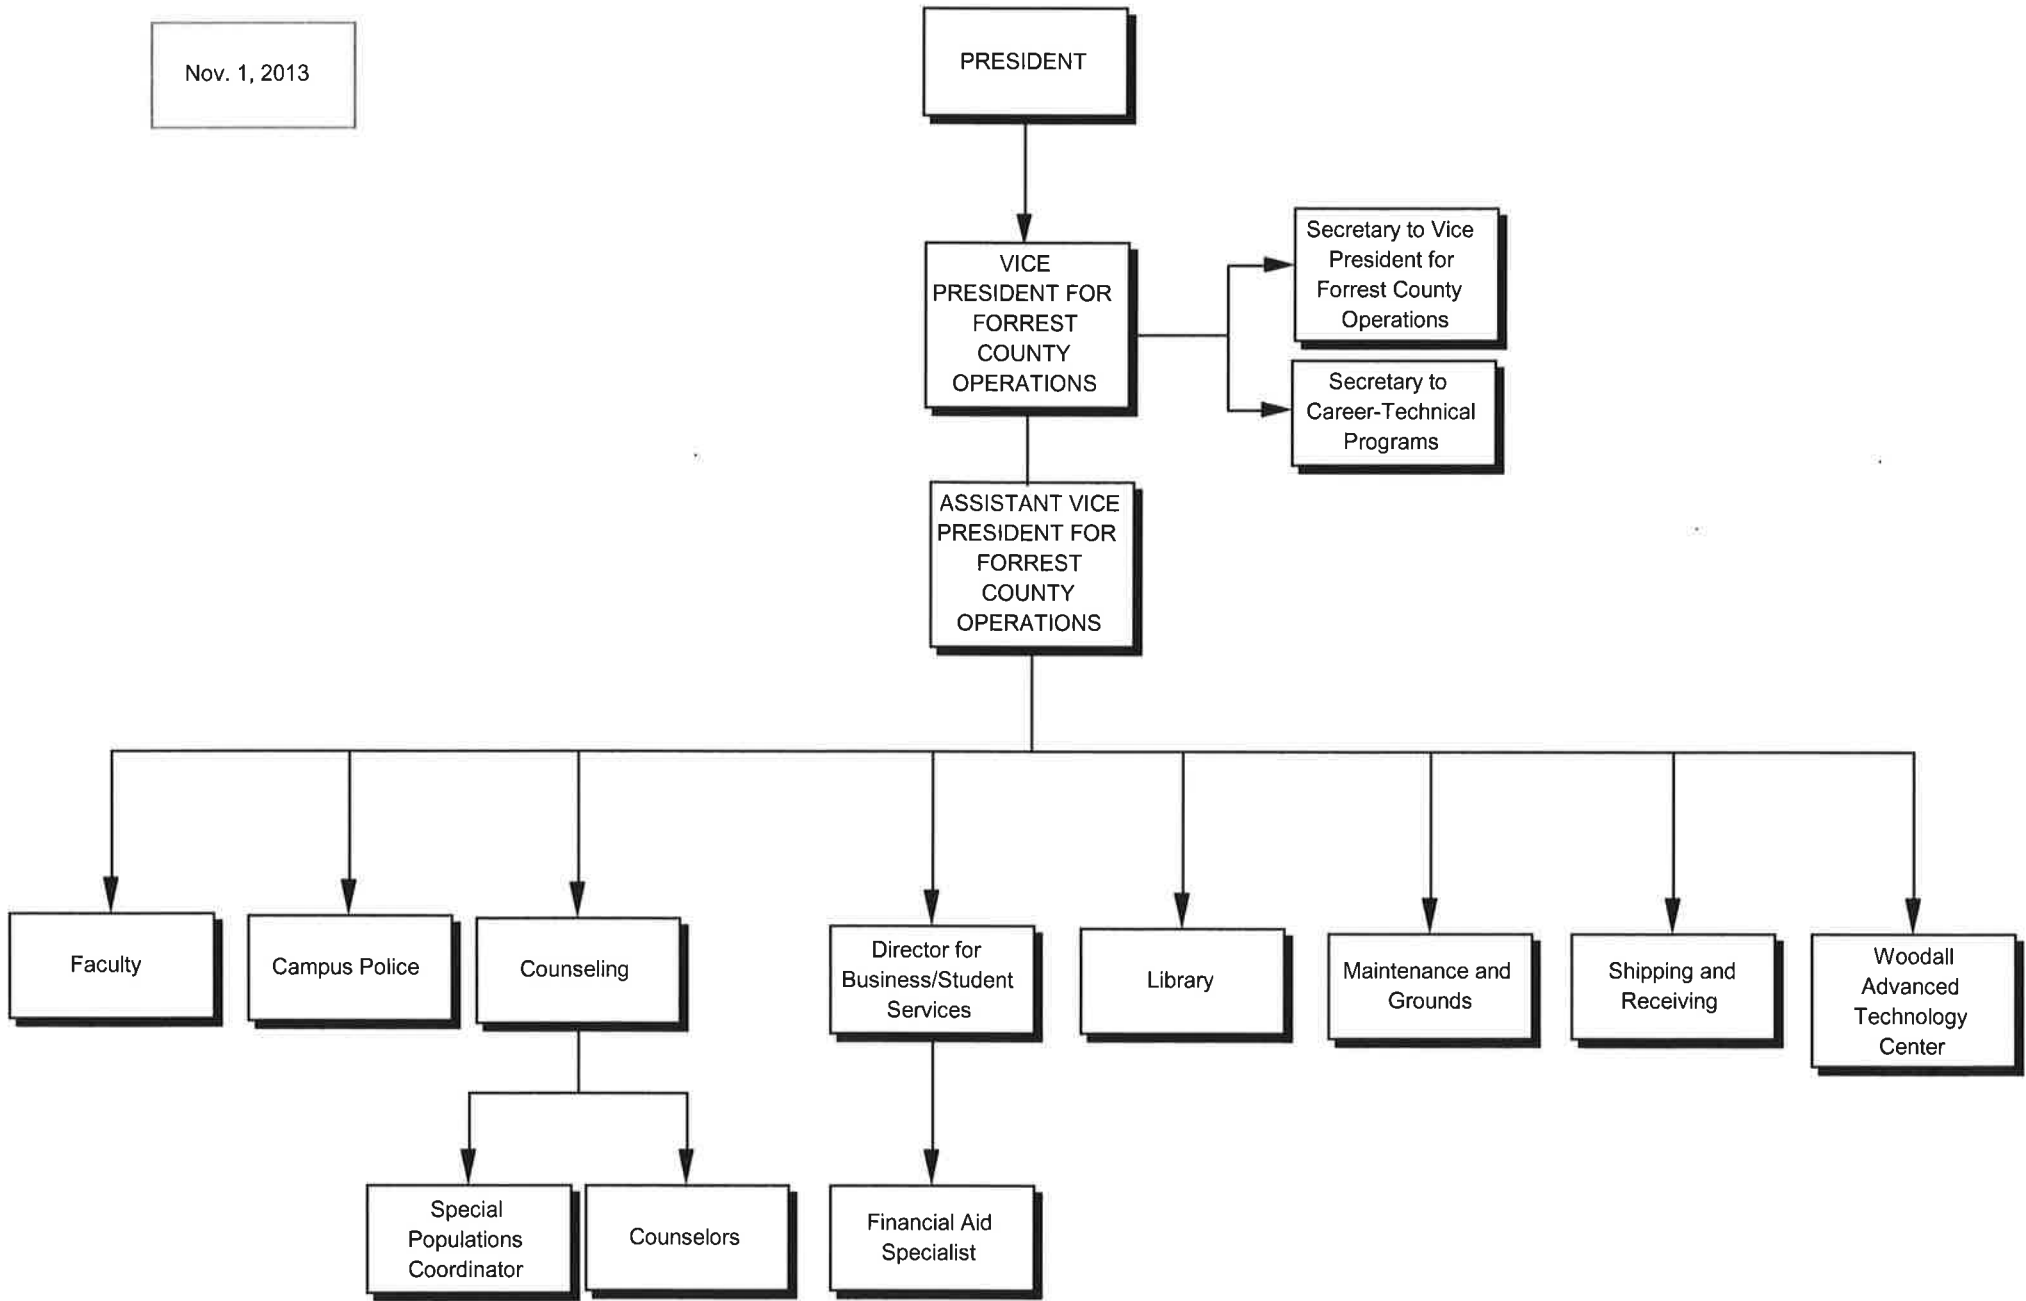 Nov. 1, 2013
PRESIDENT
VICE
PRESIDENT FOR
FORREST
COUNTY
OPERATIONS
Secretary to Vice
President for
Forrest County
Operations
Secretary to
Career-Technical
Programs
ASSISTANT VICE
PRESIDENT FOR
FORREST
COUNTY
OPERATIONS
Faculty
Campus Police
Counseling
Director for
Business/Student
Services
Library
Maintenance and
Grounds
Shipping and
Receiving
Woodall
Advanced
Technology
Center
Special
Populations
Coordinator
Counselors
Financial Aid
Specialist